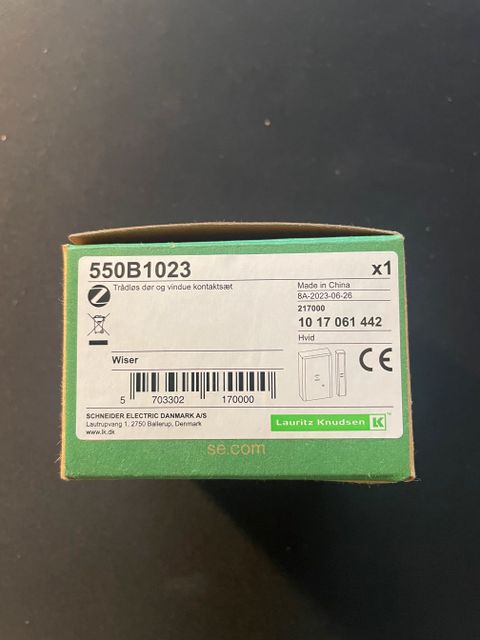 550B1023
x1
Trådløs dør og vindue kontaktsæt
Made in China
8A-2023-06-26
217000
10 17 061 442
Hvid
Wiser
5 703302 170000
SCHNEIDER ELECTRIC DANMARK A/S
Lautrupvang 1, 2750 Ballerup, Denmark
www.lk.dk
CE
Lauritz Knudsen
se.com